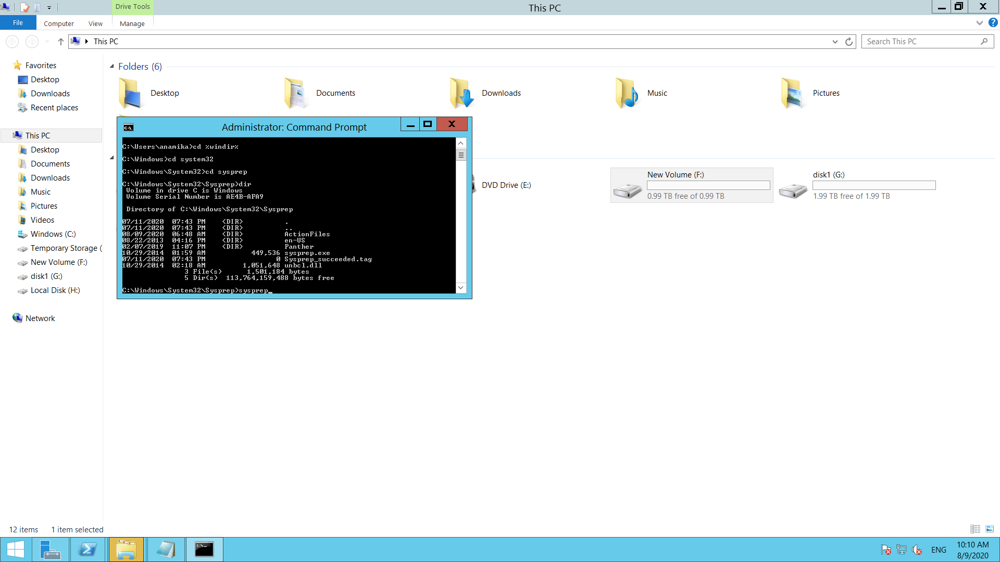 Drive Tools
This PC
File
Computer
View
Manage
This PC
Search This PC
Favorites
Desktop
Downloads
Recent places
This PC
Desktop
Documents
Downloads
Music
Pictures
Videos
Windows (C:)
Temporary Storage (
New Volume (F:)
disk1 (G:)
Local Disk (H:)
Network
Folders (6)
Desktop
Documents
Downloads
Music
Pictures
Administrator: Command Prompt
C:\Users\anamika>cd %windir%
C:\Windows>cd system32
C:\Windows\System32>cd sysprep
C:\Windows\System32\Sysprep>dir
Volume in drive C is Windows
Volume Serial Number is AE4B-AFA9
Directory of C:\Windows\System32\Sysprep
07/11/2020  07:43 PM    <DIR>          .
07/11/2020  07:43 PM    <DIR>          ..
08/09/2020  06:48 AM    <DIR>          ActionFiles
08/22/2013  04:16 PM    <DIR>          en-US
02/07/2019  11:07 PM    <DIR>          Panther
10/29/2014  01:59 AM           449,536 sysprep.exe
07/11/2020  07:43 PM                 0 Sysprep_succeeded.tag
10/29/2014  02:18 AM         1,051,648 unbcl.dll
3 File(s)      1,501,184 bytes
5 Dir(s)  113,764,159,488 bytes free
C:\Windows\System32\Sysprep>sysprep_
DVD Drive (E:)
New Volume (F:)
0.99 TB free of 0.99 TB
disk1 (G:)
1.99 TB free of 1.99 TB
12 items
1 item selected
ENG
10:10 AM
8/9/2020